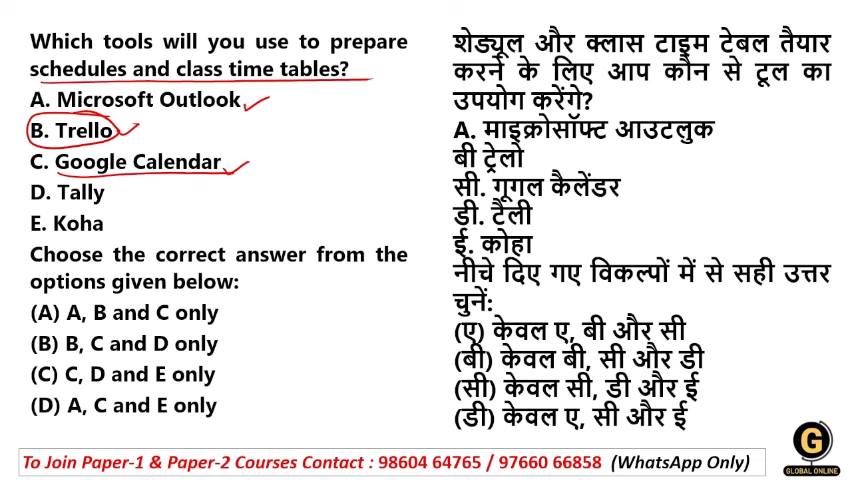 Which tools will you use to prepare
schedules and class time tables?
A. Microsoft Outlook
B. Trello
C. Google Calendar
D. Tally
E. Koha
Choose the correct answer from the
options given below:
(A) A, B and C only
(B) B, C and D only
(C) C, D and E only
(D) A, C and E only
शेड्यूल और क्लास टाइम टेबल तैयार
करने के लिए आप कौन से टूल का
उपयोग करेंगे?
A. माइक्रोसॉफ्ट आउटलुक
बी ट्रेलो
सी. गूगल कैलेंडर
डी. टैली
ई. कोहा
नीचे दिए गए विकल्पों में से सही उत्तर
चुनें:
(ए) केवल ए, बी और सी
(बी) केवल बी, सी और डी
(सी) केवल सी, डी और ई
(डी) केवल ए, सी और ई
To Join Paper-1 & Paper-2 Courses Contact : 98604 64765 / 97660 66858 (WhatsApp Only)
G
GLOBAL ONLINE